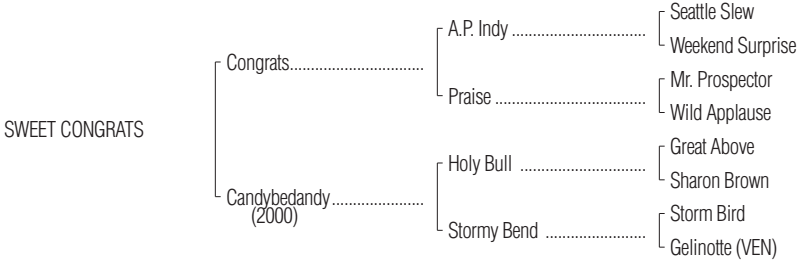 Seattle Slew
A.P. Indy ................................
Weekend Surprise
Congrats................................
Mr. Prospector
Praise ....................................
Wild Applause
SWEET CONGRATS
Great Above
Holy Bull ..............................
Sharon Brown
Candybedandy......................
(2000)
Storm Bird
Stormy Bend ........................
Gelinotte (VEN)